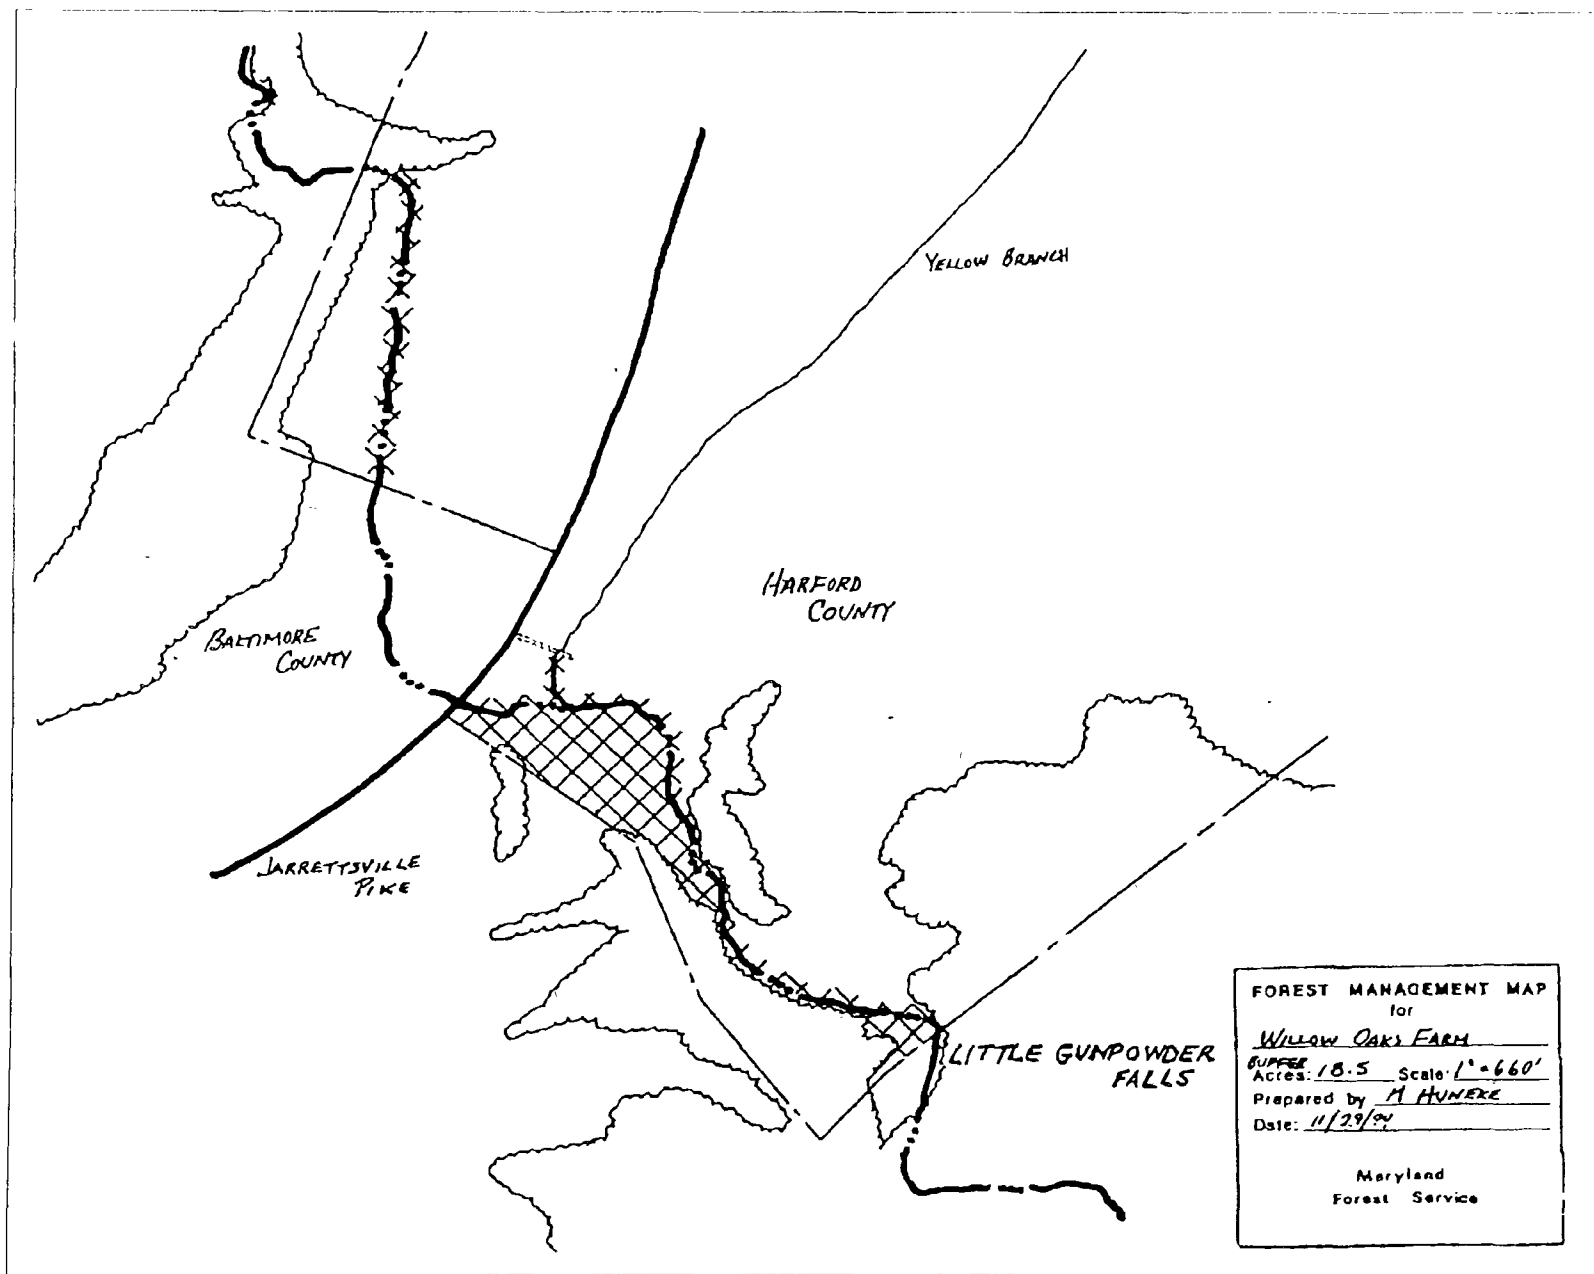 YELLOW BRANCH
HARFORD
COUNTY
BALTIMORE
COUNTY
JARRETTSVILLE
PIKE
LITTLE GUNPOWDER
FALLS
FOREST MANAGEMENT MAP
for
WILLOW OAKS FARM
BUFFER
Acres: 18.5 Scale: 1"=660'
Prepared by M HUNEKE
Date: 11/29/94
Maryland
Forest Service